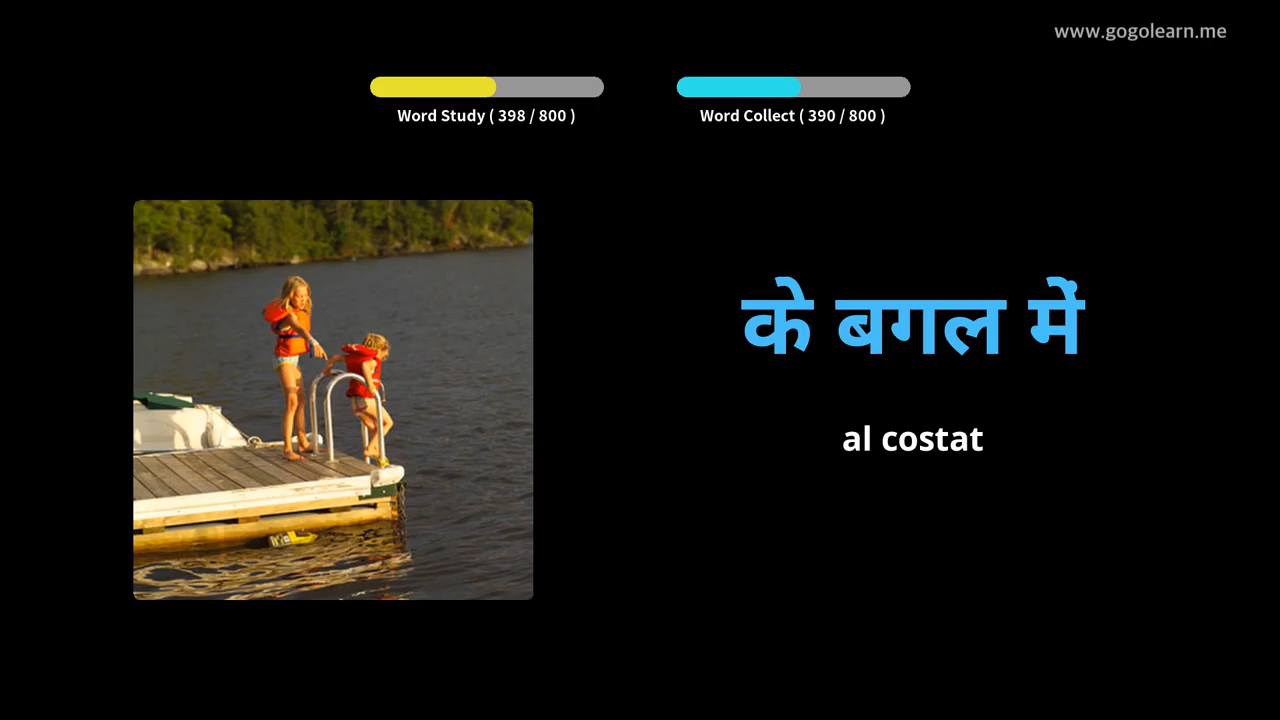 www.gogolearn.me
Word Study ( 398 / 800 )
Word Collect ( 390 / 800 )
के बगल में
al costat